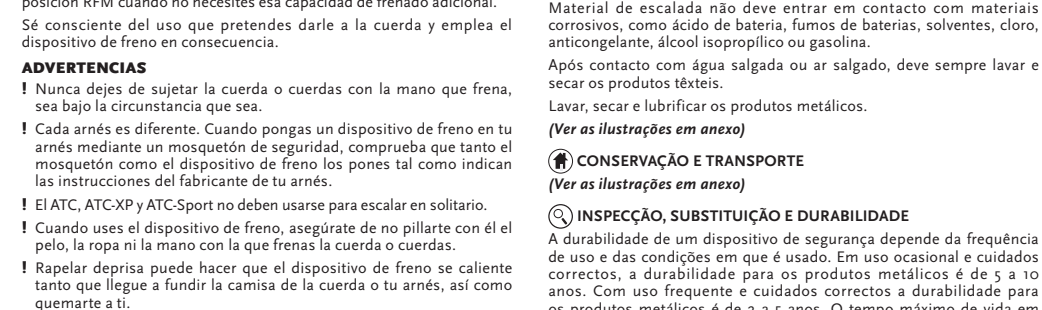 posición RFM cuando no necesites esa capacidad de frenado adicional.
Sé consciente del uso que pretendes darle a la cuerda y emplea el
dispositivo de freno en consecuencia.
ADVERTENCIAS
! Nunca dejes de sujetar la cuerda o cuerdas con la mano que frena,
sea bajo la circunstancia que sea.
! Cada arnés es diferente. Cuando pongas un dispositivo de freno en tu
arnés mediante un mosquetón de seguridad, comprueba que tanto el
mosquetón como el dispositivo de freno los pones tal como indican
las instrucciones del fabricante de tu arnés.
! El ATC, ATC-XP y ATC-Sport no deben usarse para escalar en solitario.
! Cuando uses el dispositivo de freno, asegúrate de no pillarte con él el
pelo, la ropa ni la mano con la que frenas la cuerda o cuerdas.
! Rapelar deprisa puede hacer que el dispositivo de freno se caliente
tanto que llegue a fundir la camisa de la cuerda o tu arnés, así como
quemarte a ti.
Material de escalada não deve entrar em contacto com materiais
corrosivos, como ácido de bateria, fumos de baterias, solventes, cloro,
anticongelante, álcool isopropílico ou gasolina.
Após contacto com água salgada ou ar salgado, deve sempre lavar e
secar os produtos têxteis.
Lavar, secar e lubrificar os produtos metálicos.
(Ver as ilustrações em anexo)
CONSERVAÇÃO E TRANSPORTE
(Ver as ilustrações em anexo)
INSPECÇÃO, SUBSTITUIÇÃO E DURABILIDADE
A durabilidade de um dispositivo de segurança depende da frequência
de uso e das condições em que é usado. Em uso ocasional e cuidados
correctos, a durabilidade para os produtos metálicos é de 5 a 10
anos. Com uso frequente e cuidados correctos a durabilidade para
os produtos metálicos é de 2 a 5 anos. O tempo máximo de vida em